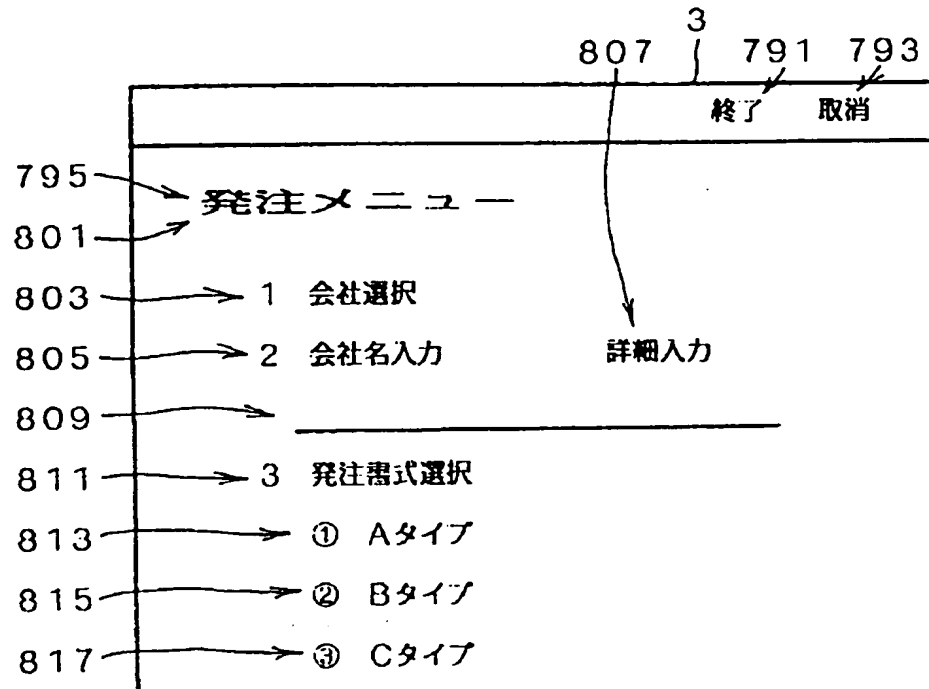 3
807 791 793
終了 取消
795
発注メニュー
801
803 1 会社選択
805 2 会社名入力 詳細入力
809
811 3 発注書式選択
813 ① Aタイプ
815 ② Bタイプ
817 ③ Cタイプ